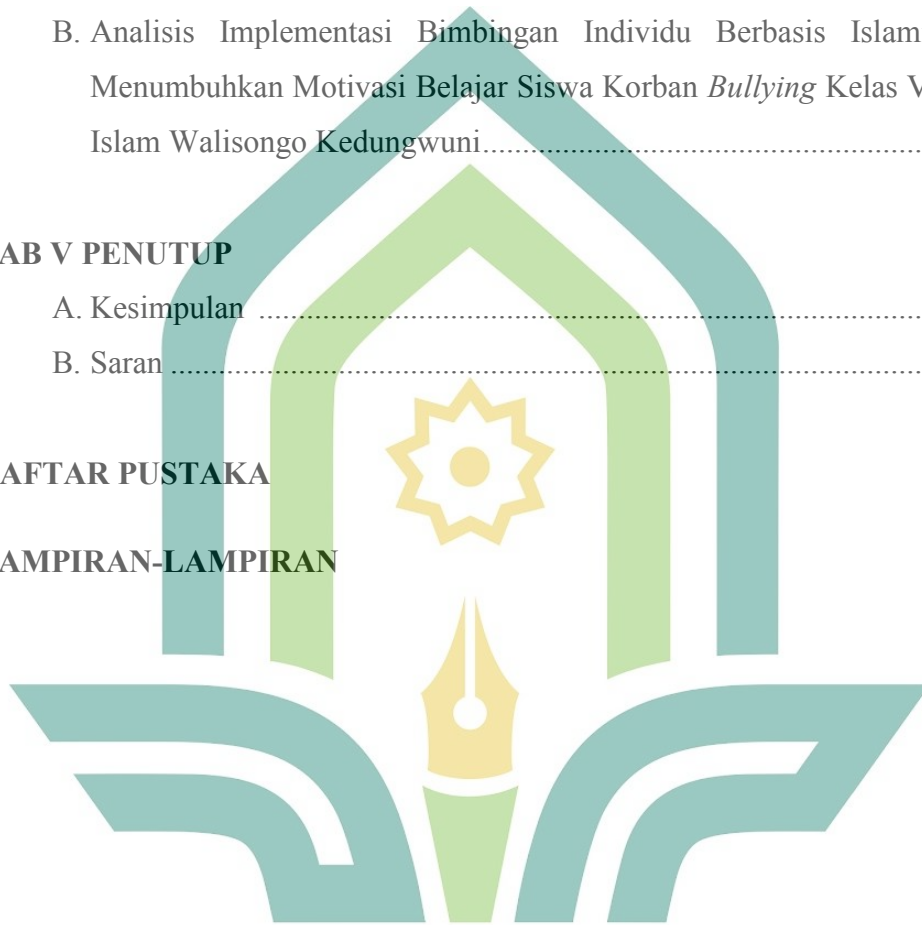 B. Analisis Implementasi Bimbingan Individu Berbasis Islam
Menumbuhkan Motivasi Belajar Siswa Korban Bullying Kelas V
Islam Walisongo Kedungwuni...............................................................
AB V PENUTUP
A. Kesimpulan ...............................................................................................
B. Saran ..........................................................................................................
AFTAR PUSTAKA
AMPIRAN-LAMPIRAN